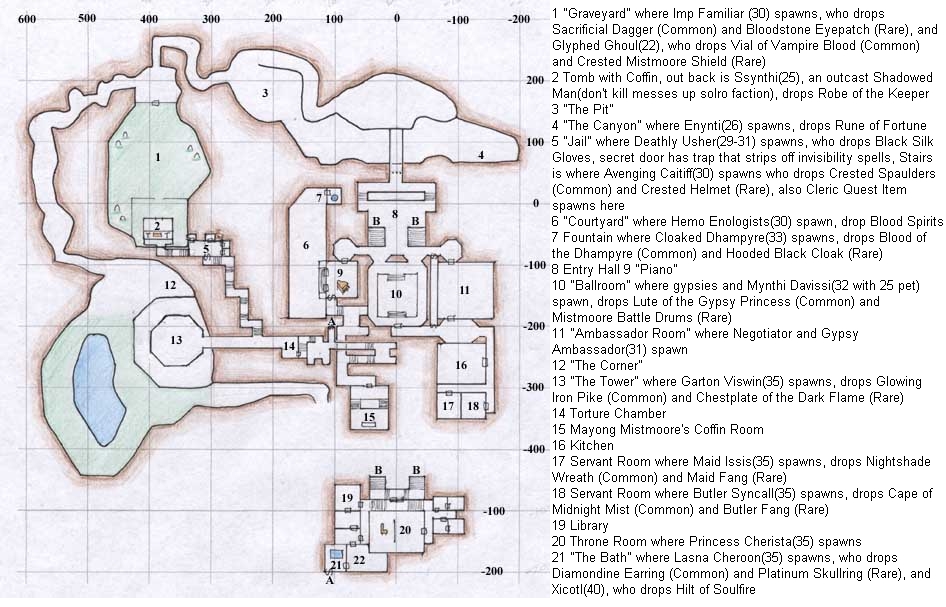 600 400 300 200 100 0 -100 -200
200
100
0
-100
-200
-300
-400
-100
-200
3
4
1
7
8
B B
2
5
6
9
10
11
12
A
13
14
16
15
17 18
B B
19
20
21 22
A
1 "Graveyard" where Imp Familiar (30) spawns, who drops
Sacrificial Dagger (Common) and Bloodstone Eyepatch (Rare), and
Glyphed Ghoul(22), who drops Vial of Vampire Blood (Common)
and Crested Mistmoore Shield (Rare)
2 Tomb with Coffin, out back is Ssynthi(25), an outcast Shadowed
Man(don't kill messes up solro faction), drops Robe of the Keeper
3 "The Pit"
4 "The Canyon" where Enynti(26) spawns, drops Rune of Fortune
5 "Jail" where Deathly Usher(29-31) spawns, who drops Black Silk
Gloves, secret door has trap that strips off invisibility spells, Stairs
is where Avenging Caitiff(30) spawns who drops Crested Spaulders
(Common) and Crested Helmet (Rare), also Cleric Quest Item
spawns here
6 "Courtyard" where Hemo Enologists(30) spawn, drop Blood Spirits
7 Fountain where Cloaked Dhampyre(33) spawns, drops Blood of
the Dhampyre (Common) and Hooded Black Cloak (Rare)
8 Entry Hall 9 "Piano"
10 "Ballroom" where gypsies and Mynthi Davissi(32 with 25 pet)
spawn, drops Lute of the Gypsy Princess (Common) and
Mistmoore Battle Drums (Rare)
11 "Ambassador Room" where Negotiator and Gypsy
Ambassador(31) spawn
12 "The Corner"
13 "The Tower" where Garton Viswin(35) spawns, drops Glowing
Iron Pike (Common) and Chestplate of the Dark Flame (Rare)
14 Torture Chamber
15 Mayong Mistmoore's Coffin Room
16 Kitchen
17 Servant Room where Maid Issis(35) spawns, drops Nightshade
Wreath (Common) and Maid Fang (Rare)
18 Servant Room where Butler Syncall(35) spawns, drops Cape of
Midnight Mist (Common) and Butler Fang (Rare)
19 Library
20 Throne Room where Princess Cherista(35) spawns
21 "The Bath" where Lasna Cheroon(35) spawns, who drops
Diamondine Earring (Common) and Platinum Skullring (Rare), and
Xicotl(40), who drops Hilt of Soulfire